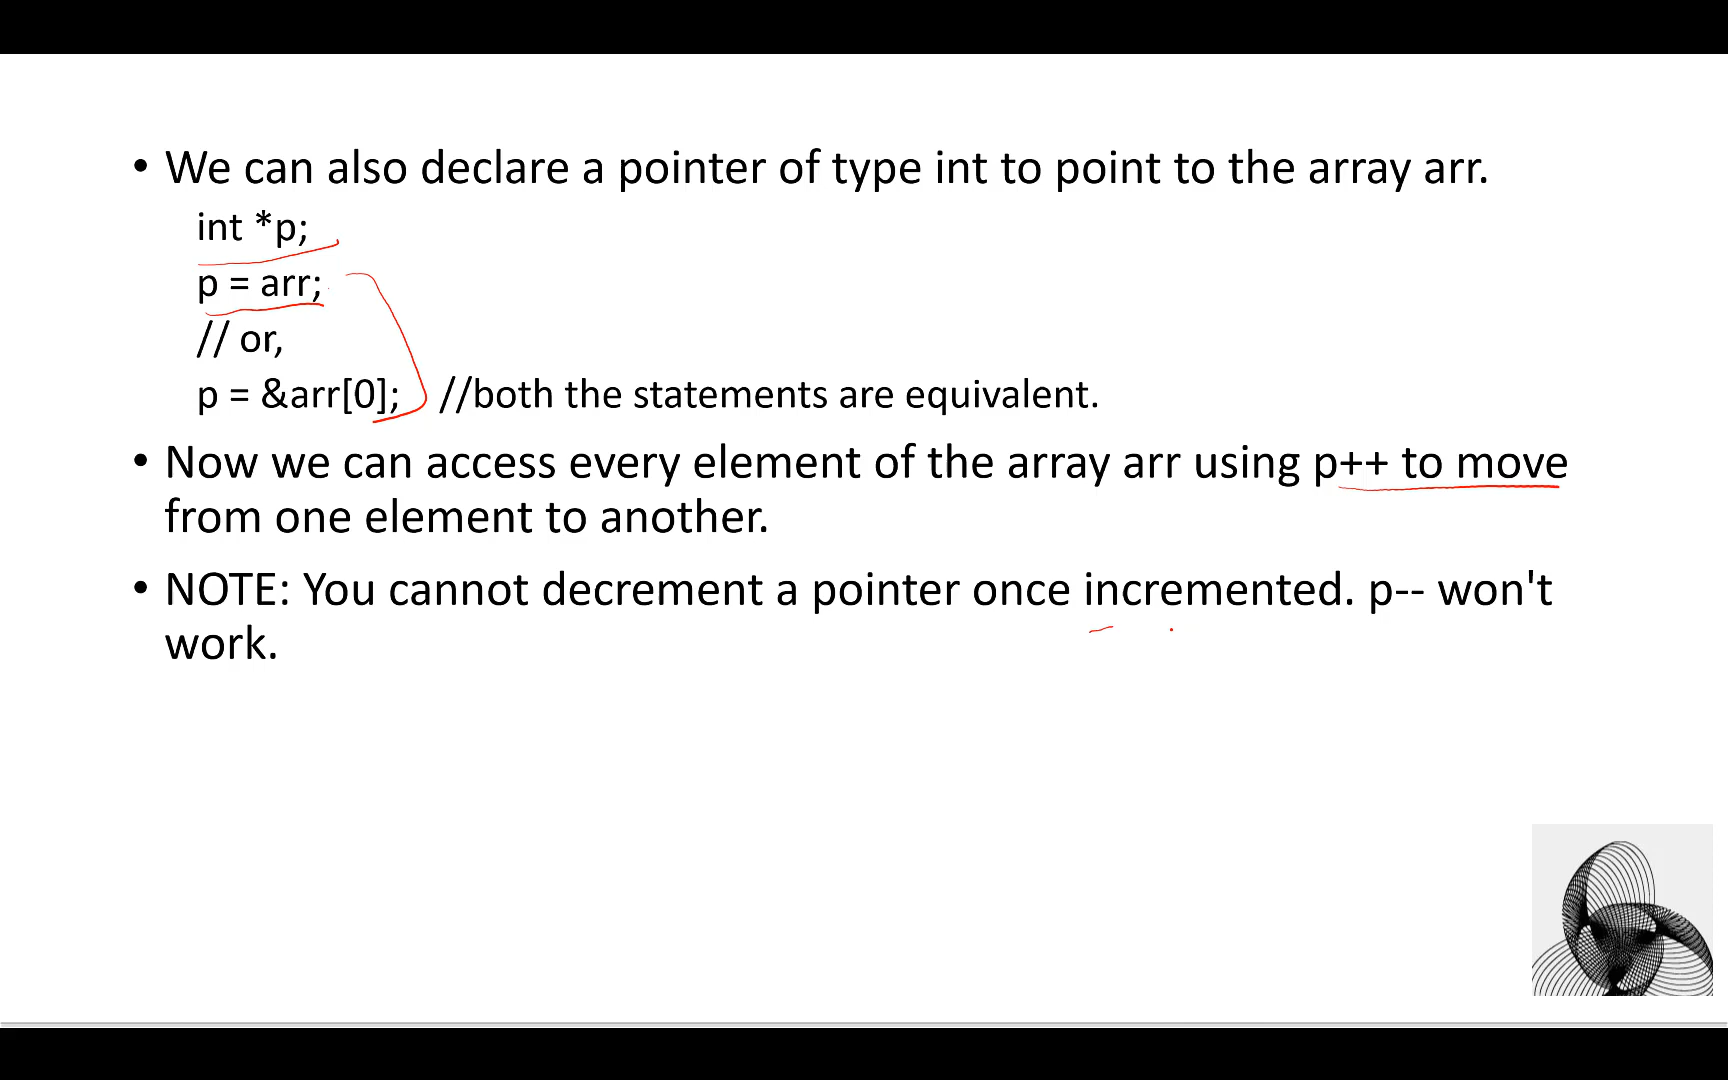 • We can also declare a pointer of type int to point to the array arr.
int *p;
p = arr;
// or,
p = &arr[0];   //both the statements are equivalent.
• Now we can access every element of the array arr using p++ to move
from one element to another.
• NOTE: You cannot decrement a pointer once incremented. p-- won't
work.